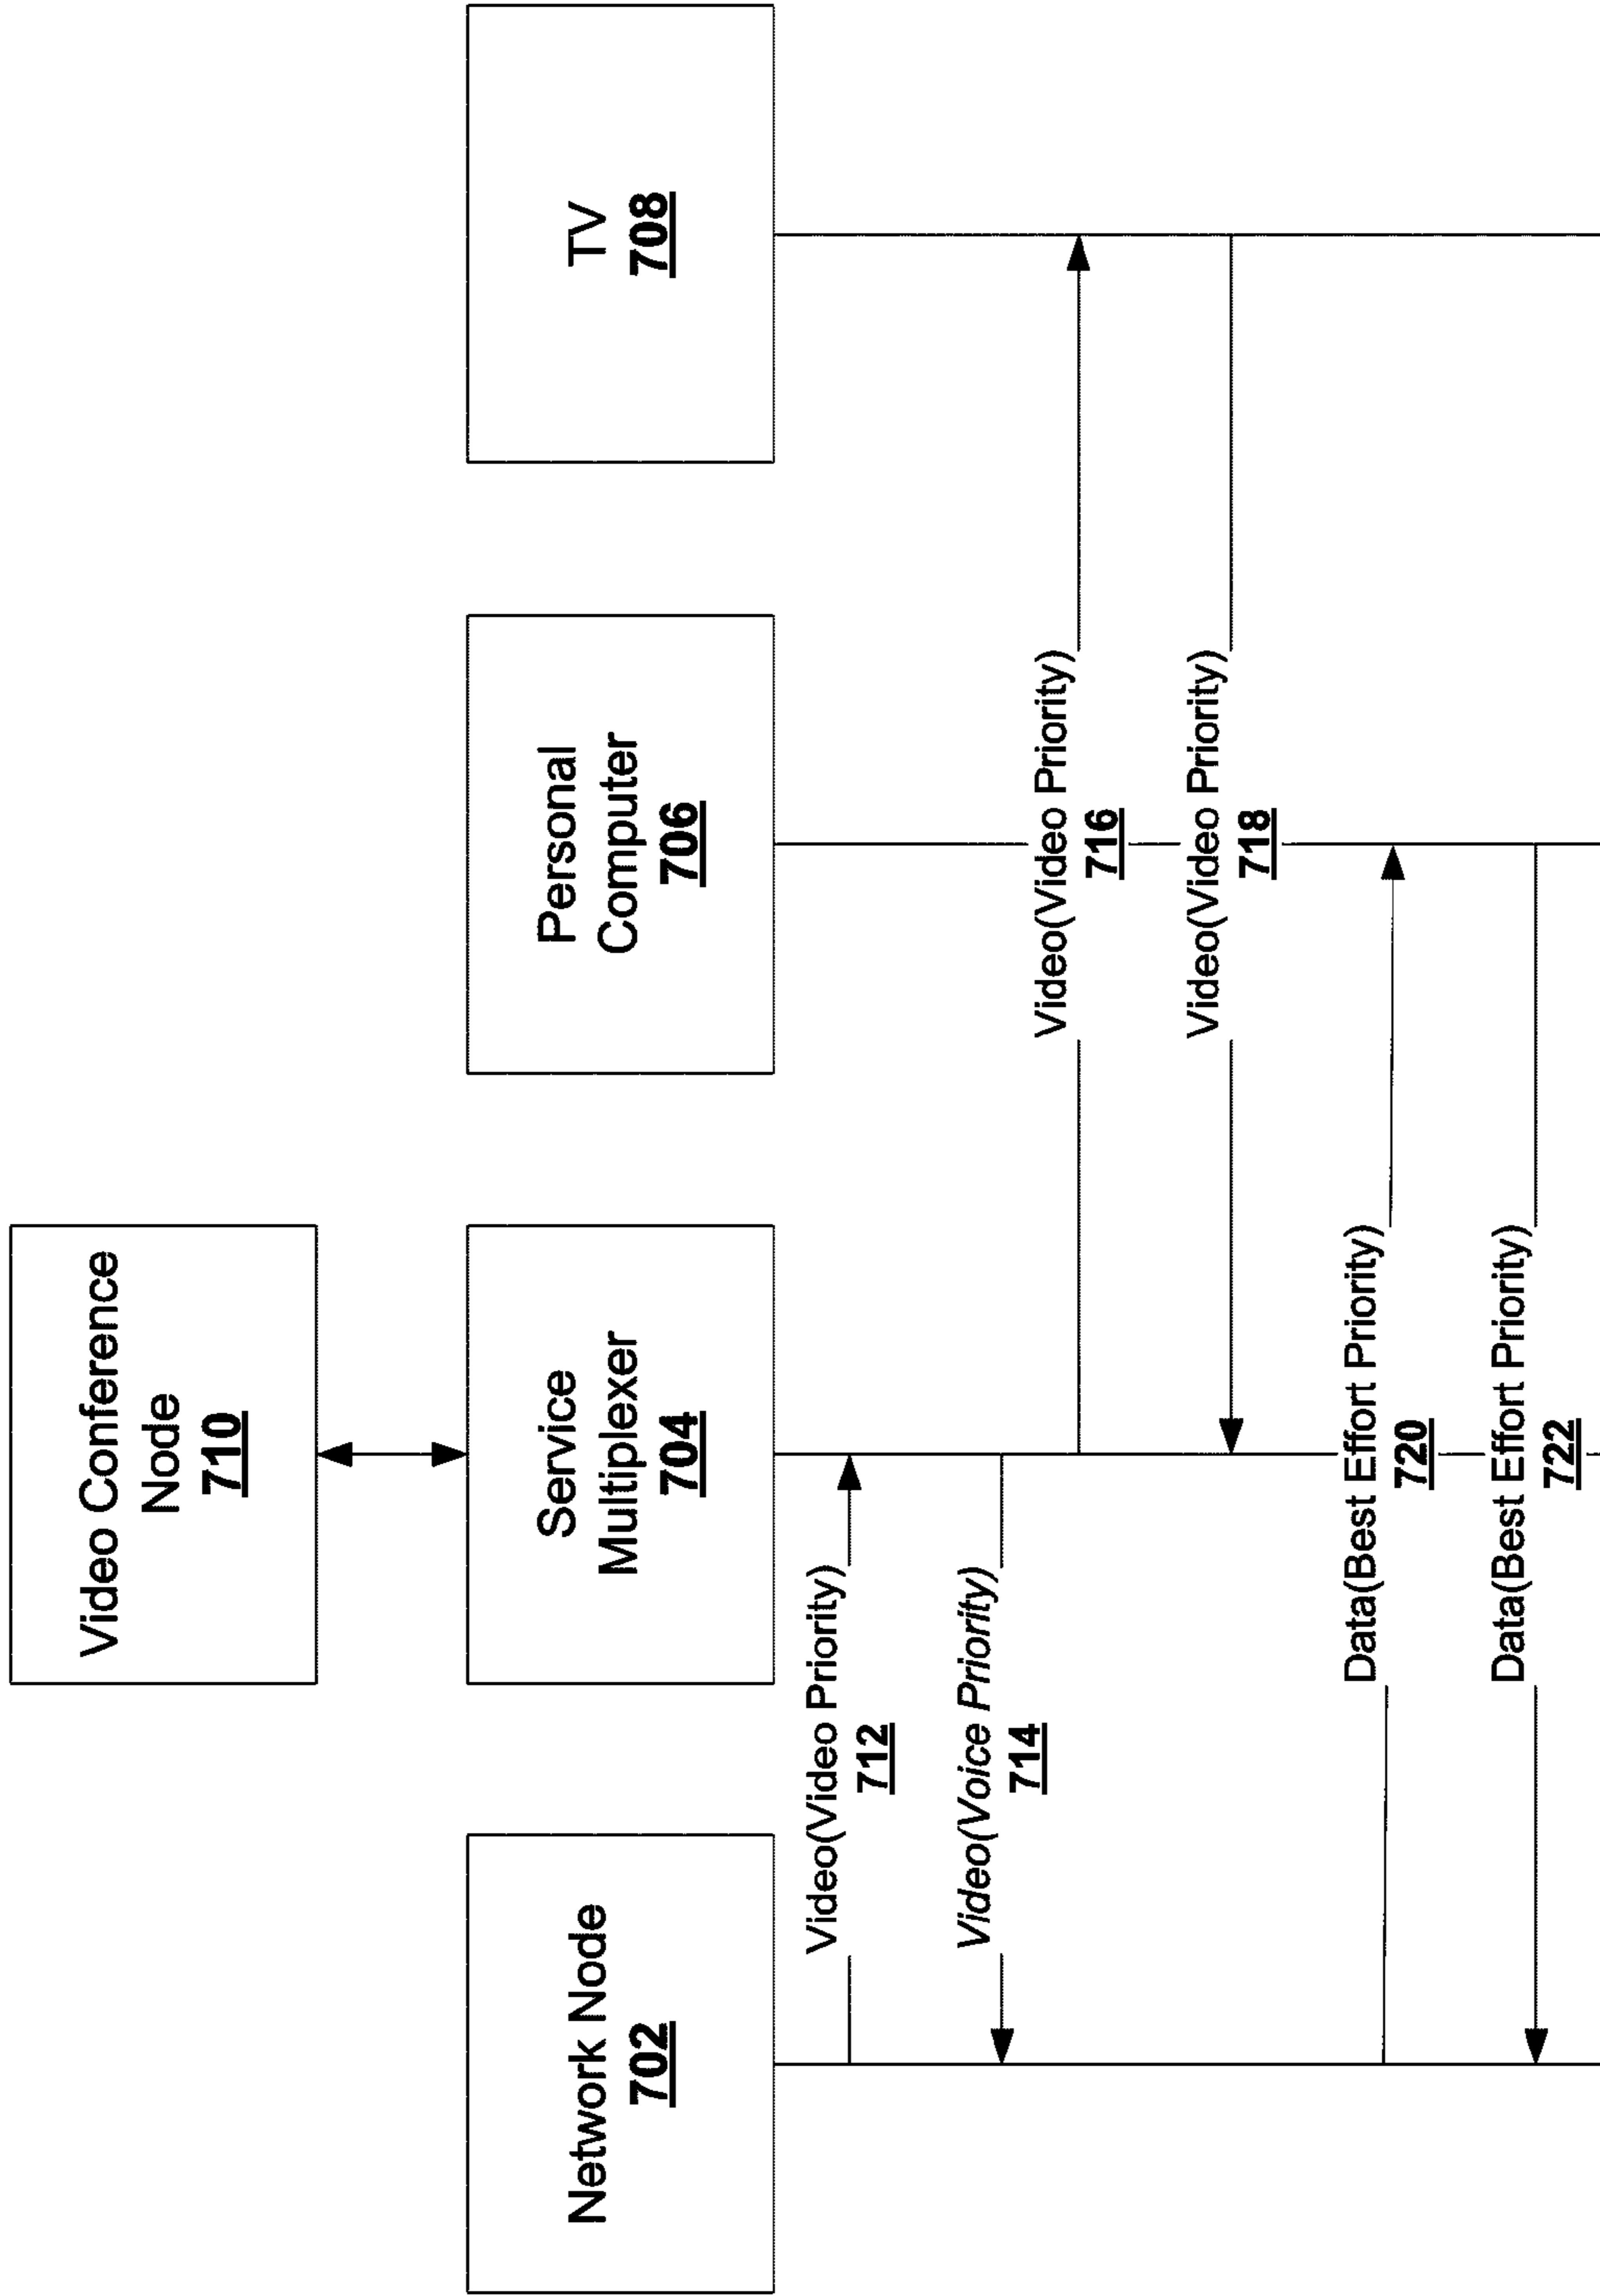 Video Conference
Node
710
Network Node
702
Service
Multiplexer
704
Personal
Computer
706
TV
708
Video(Video Priority)
712
Video(Voice Priority)
714
Video(Video Priority)
716
Video(Video Priority)
718
Data(Best Effort Priority)
720
Data(Best Effort Priority)
722